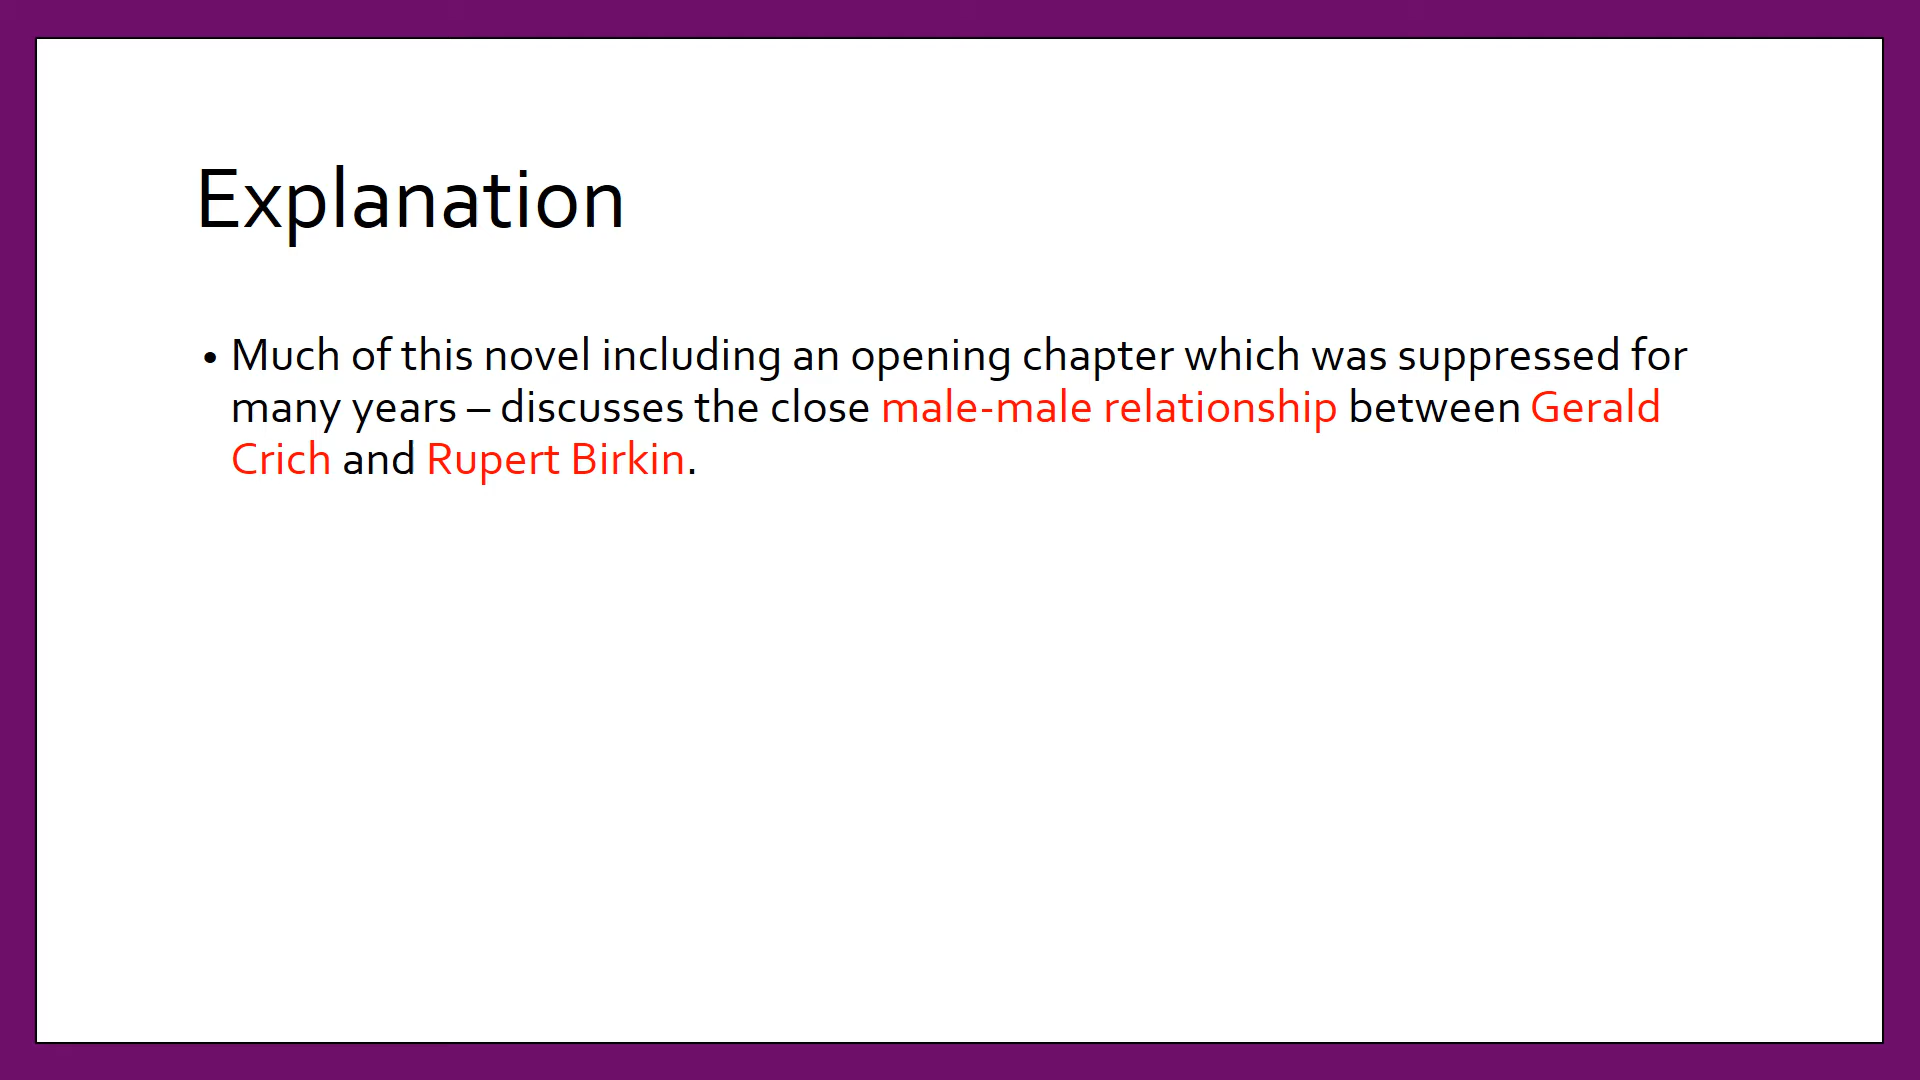 Explanation
• Much of this novel including an opening chapter which was suppressed for
many years – discusses the close male-male relationship between Gerald
Crich and Rupert Birkin.